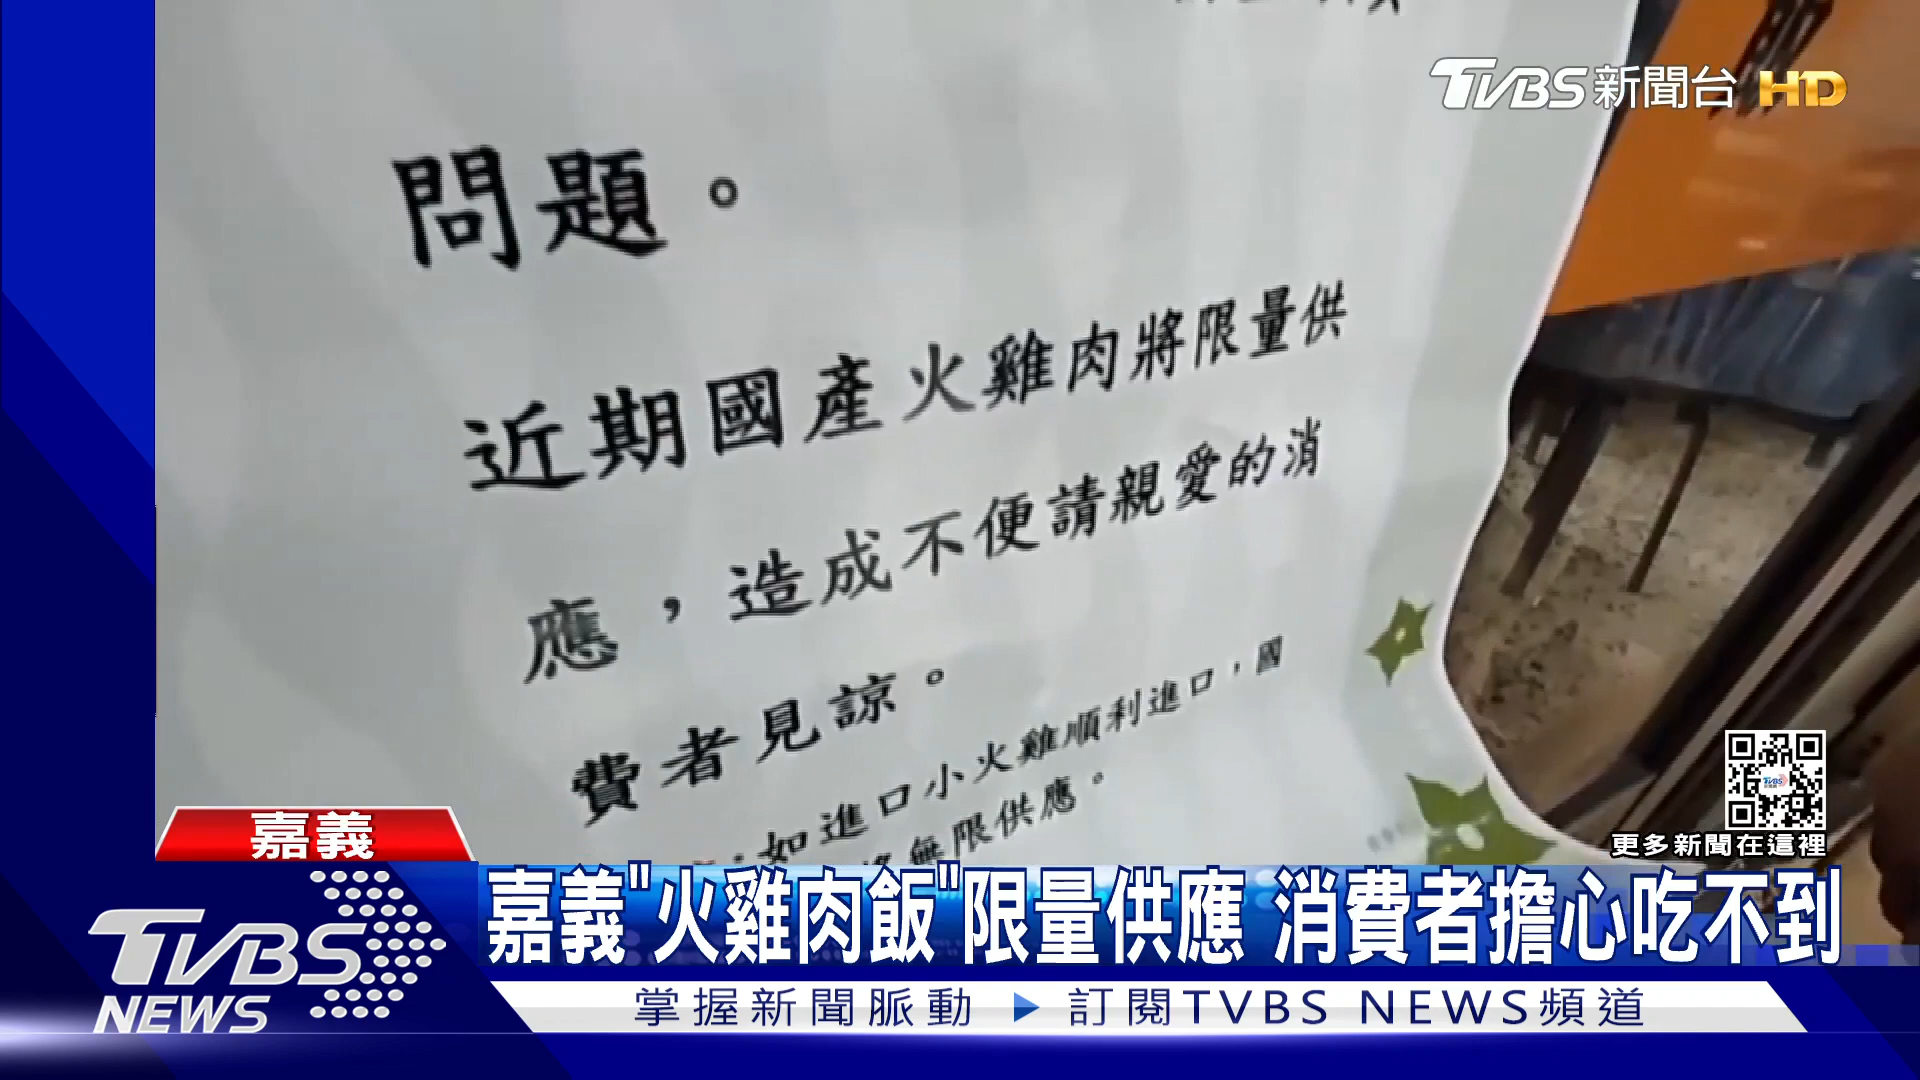 TVBS新聞台 HD
問題。
近期國產火雞肉將限量供
應,造成不便請親愛的消
費者見諒。
如進口小火雞順利進口,國
無限供應。
TVBS
更多新聞在這裡
嘉義
嘉義"火雞肉飯"限量供應 消費者擔心吃不到
TVBS
NEWS
掌握新聞脈動 ▶ 訂閱TVBS NEWS頻道